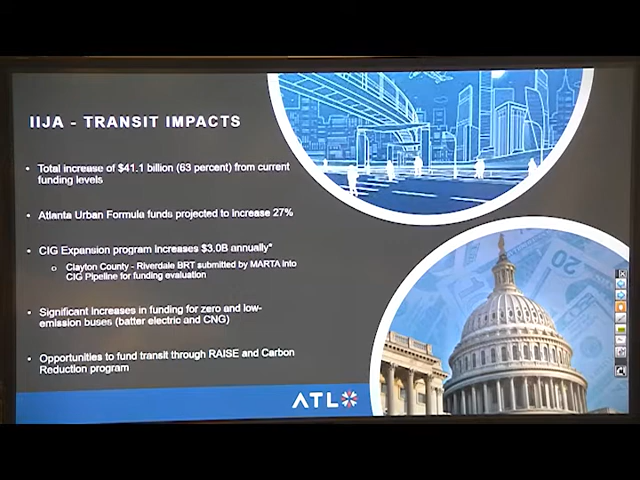 IIJA - TRANSIT IMPACTS
• Total increase of $41.1 billion (63 percent) from current
funding levels
• Atlanta Urban Formula funds projected to increase 27%
• CIG Expansion program increases $3.0B annually*
o Clayton County - Riverdale BRT submitted by MARTA into
CIG Pipeline for funding evaluation
• Significant increases in funding for zero and low-
emission buses (batter electric and CNG)
• Opportunities to fund transit through RAISE and Carbon
Reduction program
ATL
20